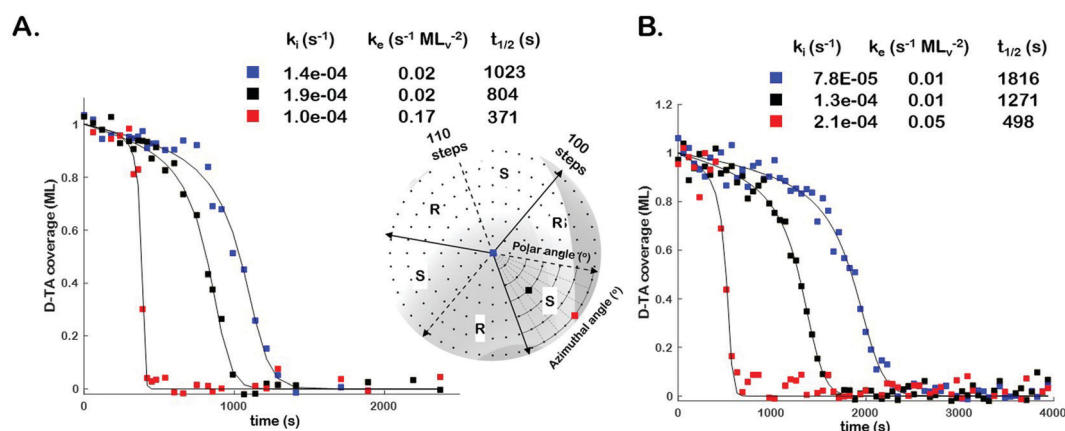 A.
kᵢ (s⁻¹) kₑ (s⁻¹ MLᵥ⁻²) t₁/₂ (s)
1.4e-04 0.02 1023
1.9e-04 0.02 804
1.0e-04 0.17 371
D-TA coverage (ML)
1
0.8
0.6
0.4
0.2
0
0 1000 2000
time (s)
110 steps
100 steps
S
R
R
S
S
R
Polar angle (°)
Azimuthal angle (°)
B.
kᵢ (s⁻¹) kₑ (s⁻¹ MLᵥ⁻²) t₁/₂ (s)
7.8E-05 0.01 1816
1.3e-04 0.01 1271
2.1e-04 0.05 498
D-TA coverage (ML)
1.2
1
0.8
0.6
0.4
0.2
0
0 1000 2000 3000 4000
time (s)